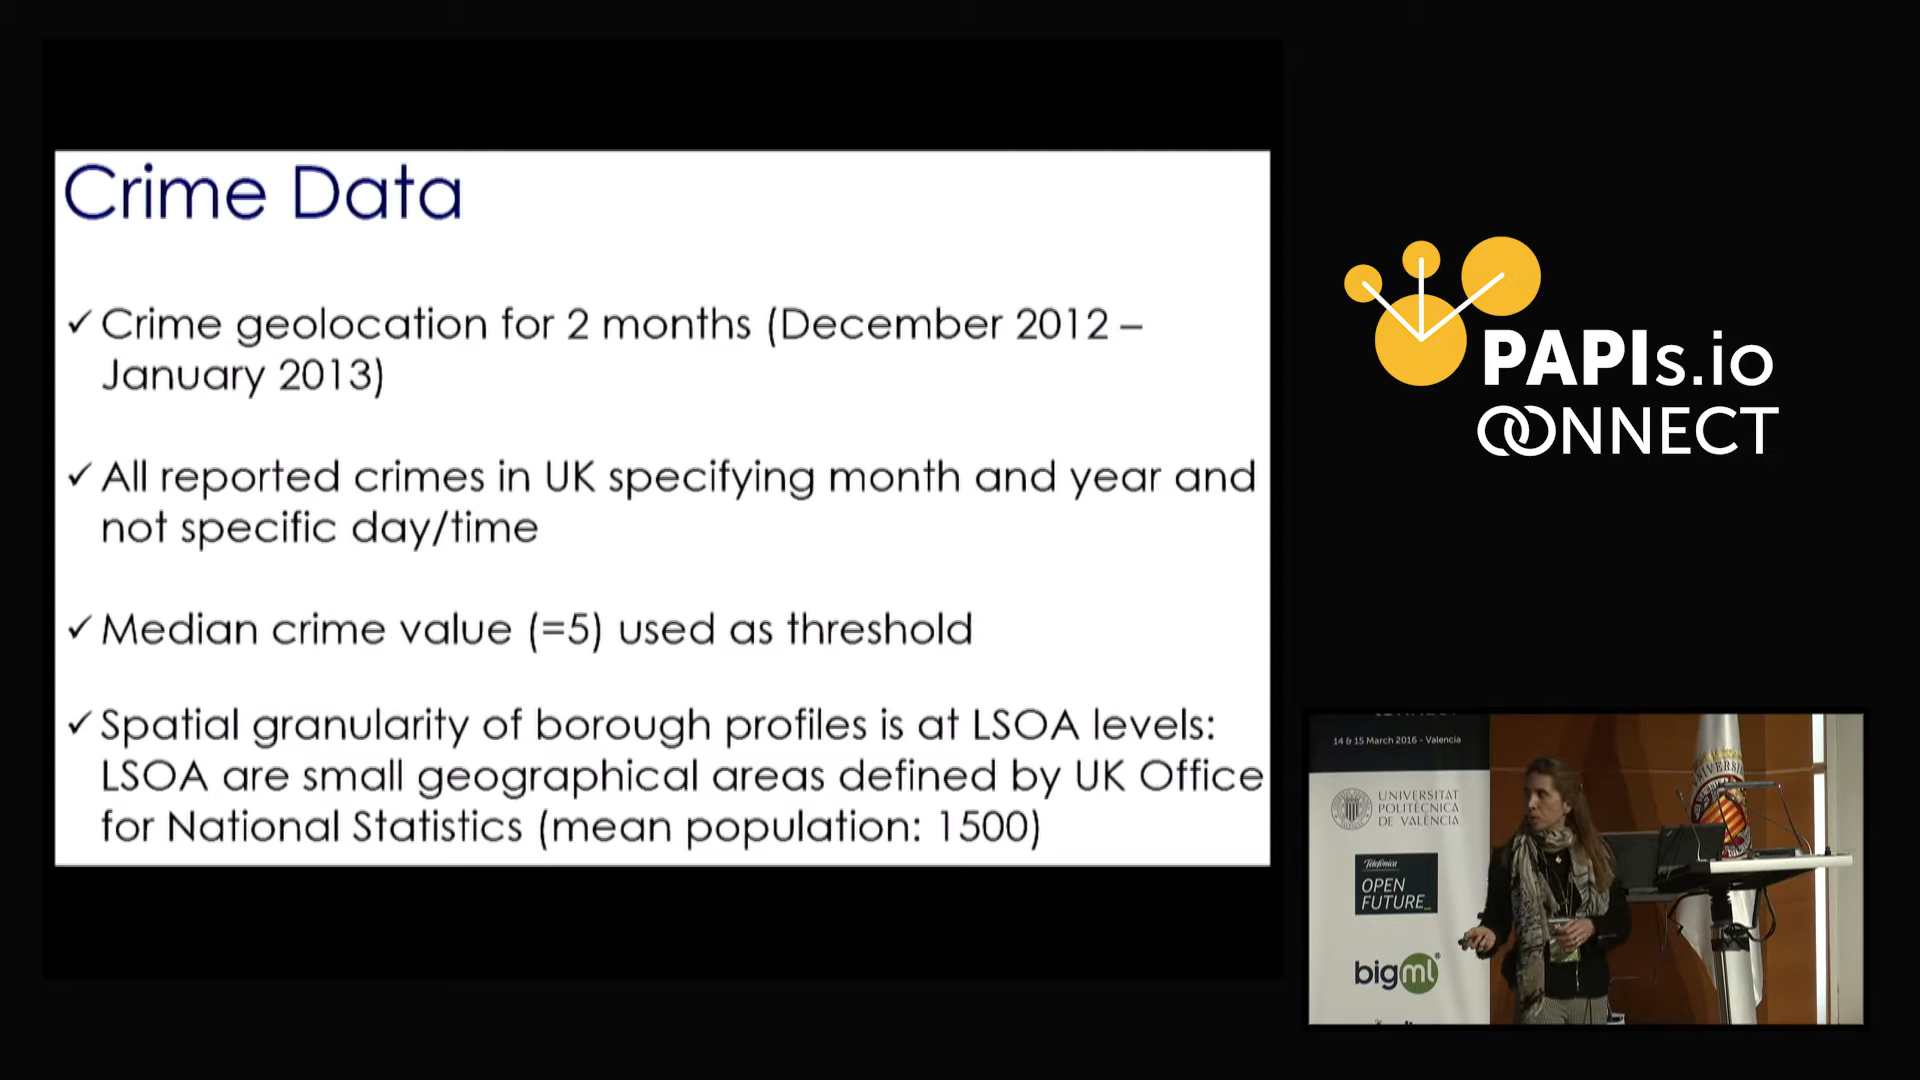 Crime Data
✓ Crime geolocation for 2 months (December 2012 –
January 2013)
✓ All reported crimes in UK specifying month and year and
not specific day/time
✓ Median crime value (=5) used as threshold
✓ Spatial granularity of borough profiles is at LSOA levels:
LSOA are small geographical areas defined by UK Office
for National Statistics (mean population: 1500)
PAPIs.io
CONNECT
14 & 15 March 2016 - Valencia
UNIVERSITAT
POLITÈCNICA
DE VALÈNCIA
Telefónica
OPEN
FUTURE_
bigml